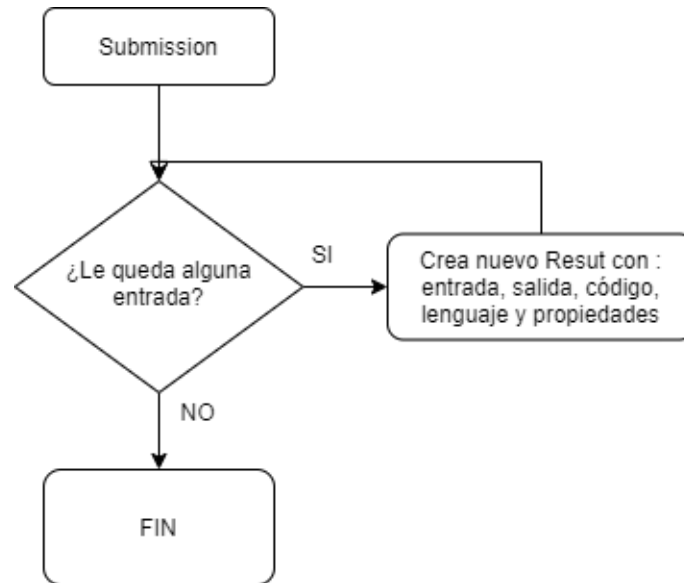 Submission
¿Le queda alguna
entrada?
SI
Crea nuevo Resut con :
entrada, salida, código,
lenguaje y propiedades
NO
FIN